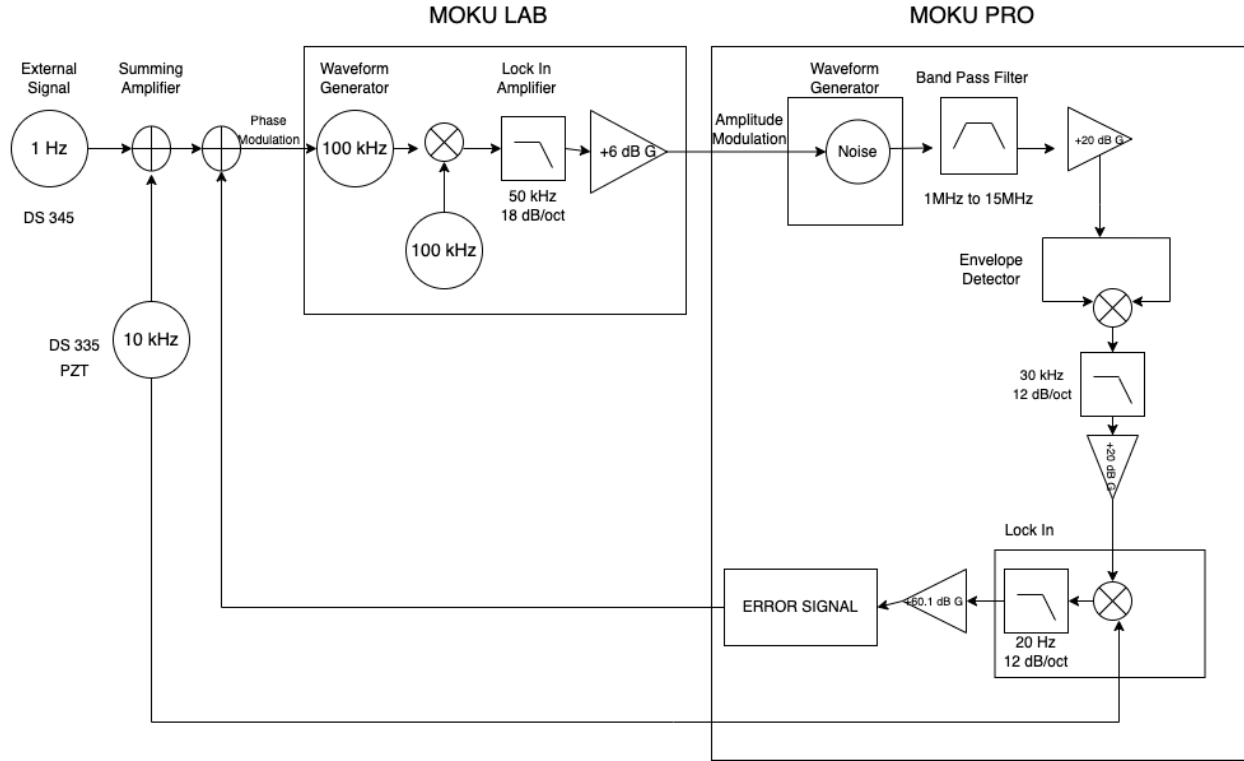 MOKU LAB
MOKU PRO
External
Signal
Summing
Amplifier
Waveform
Generator
Lock In
Amplifier
Waveform
Generator
Band Pass Filter
1 Hz
Phase
Modulation
100 kHz
+6 dB G
Amplitude
Modulation
Noise
+20 dB G
DS 345
50 kHz
18 dB/oct
1MHz to 15MHz
100 kHz
Envelope
Detector
10 kHz
DS 335
PZT
30 kHz
12 dB/oct
+20 dB G
Lock In
ERROR SIGNAL
+60.1 dB G
20 Hz
12 dB/oct